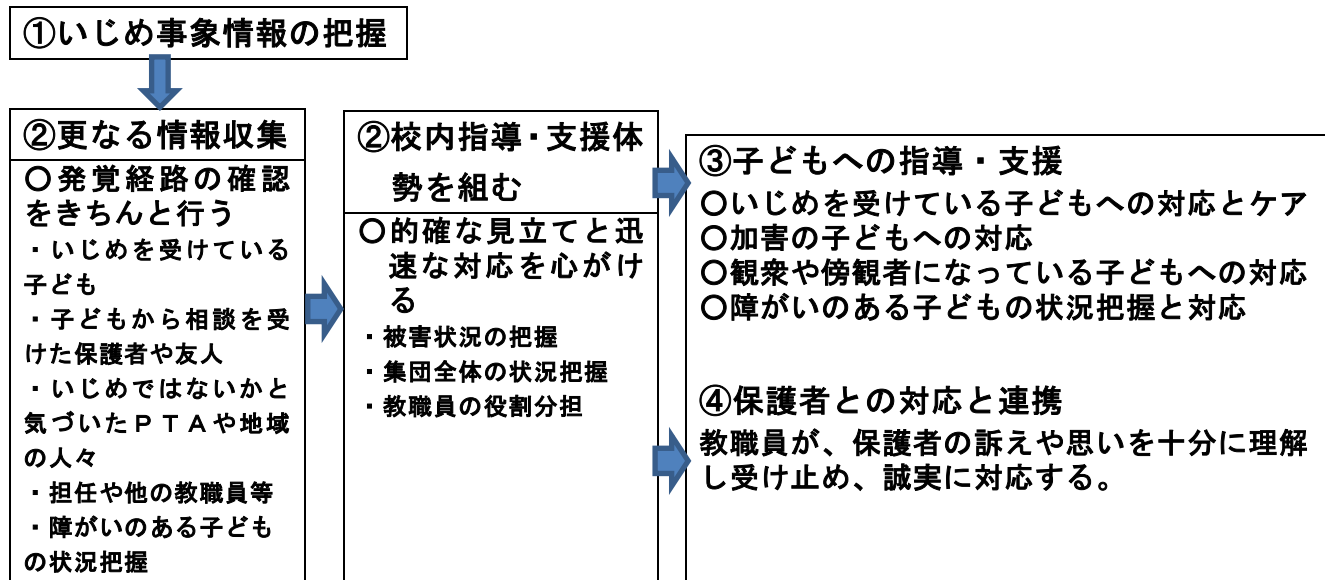 ①いじめ事象情報の把握
②更なる情報収集
○発覚経路の確認
をきちんと行う
・いじめを受けている
子ども
・子どもから相談を受
けた保護者や友人
・いじめではないかと
気づいたＰＴＡや地域
の人々
・担任や他の教職員等
・障がいのある子ども
の状況把握
②校内指導・支援体
勢を組む
○的確な見立てと迅
速な対応を心がけ
る
・被害状況の把握
・集団全体の状況把握
・教職員の役割分担
③子どもへの指導・支援
○いじめを受けている子どもへの対応とケア
○加害の子どもへの対応
○観衆や傍観者になっている子どもへの対応
○障がいのある子どもの状況把握と対応
④保護者との対応と連携
教職員が、保護者の訴えや思いを十分に理解
し受け止め、誠実に対応する。